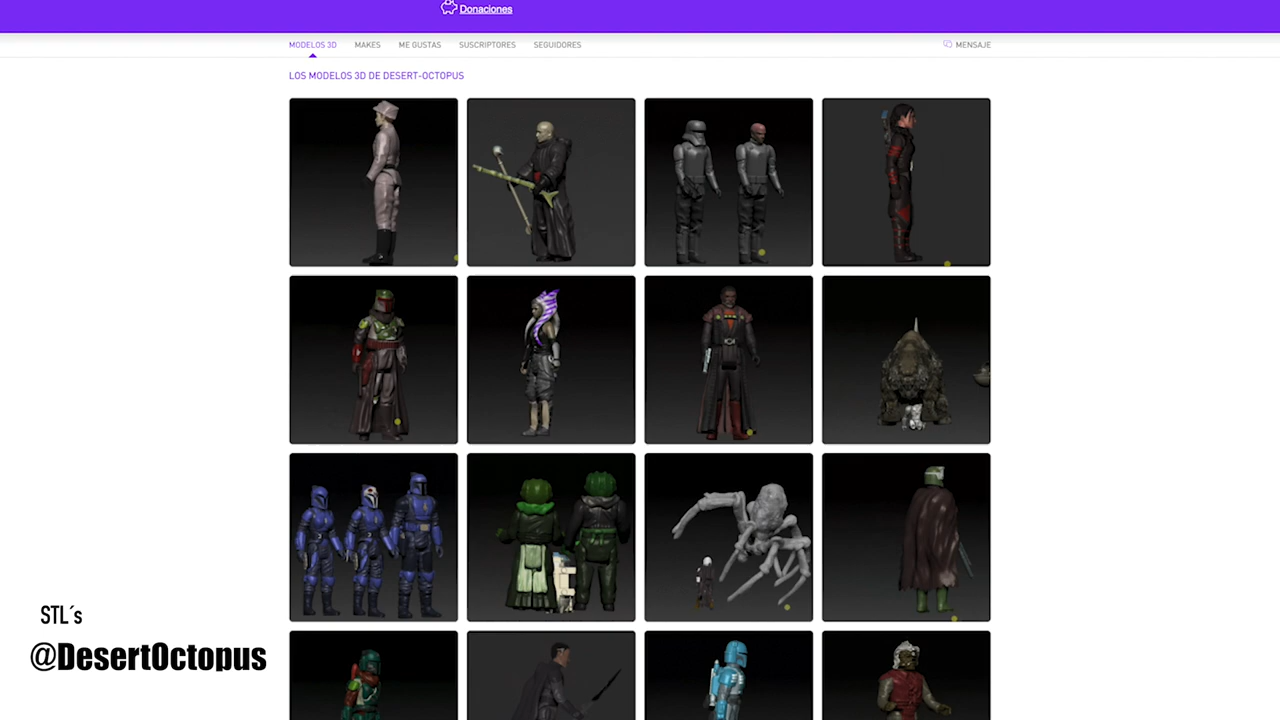 Donaciones
MODELOS 3D MAKES ME GUSTAS SUSCRIPTORES SEGUIDORES MENSAJE
LOS MODELOS 3D DE DESERT-OCTOPUS
STL´s
@DesertOctopus